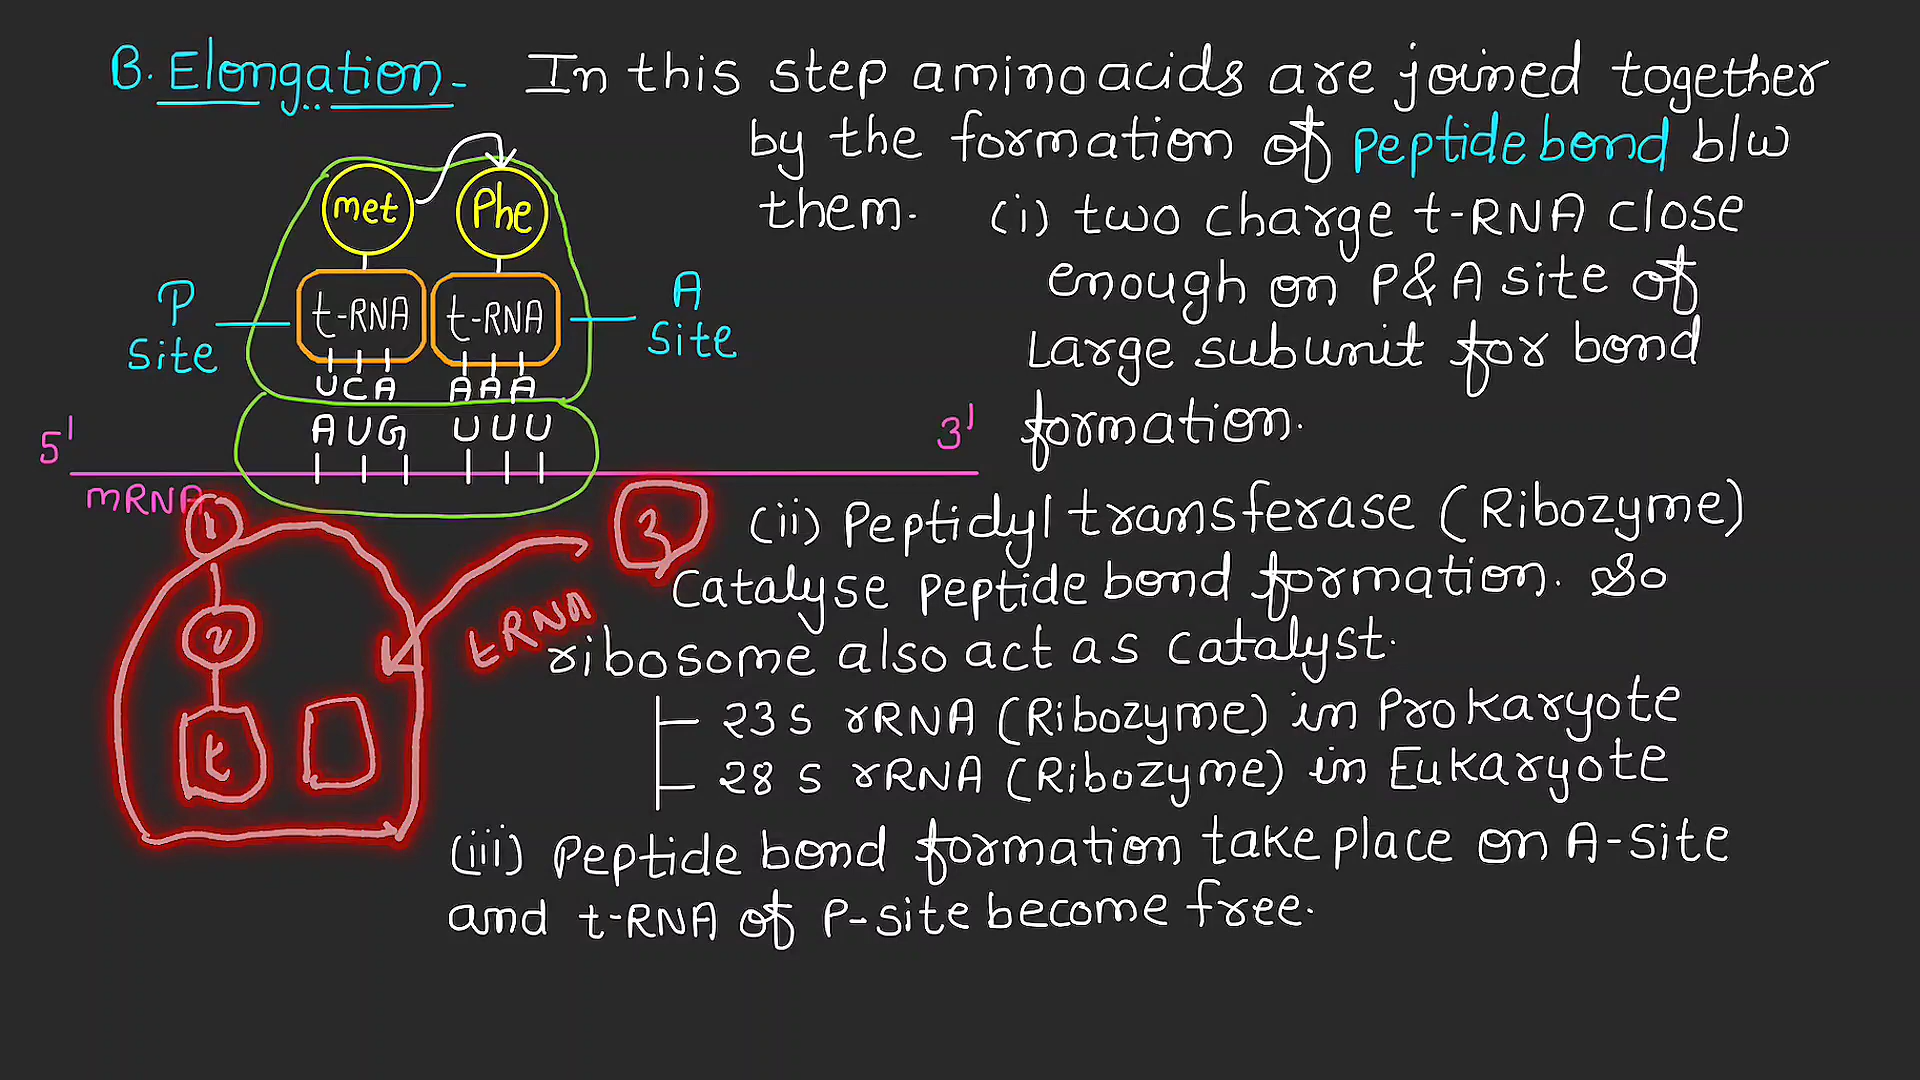 B. Elongation - In this step aminoacids are joined together
by the formation of peptide bond b/w
them.
(i) two charge t-RNA close
enough on P & A site of
Large subunit for bond
formation.
met Phe
P
site
t-RNA t-RNA
A
site
UCA AAA
AUG UUU
5' 3'
mRNA
(ii) Peptidyl transferase (Ribozyme)
Catalyse peptide bond formation. So
ribosome also act as catalyst.
23 S rRNA (Ribozyme) in Prokaryote
28 S rRNA (Ribozyme) in Eukaryote
(iii) Peptide bond formation take place on A-site
and t-RNA of P-site become free.
1
2
t
3
tRNA